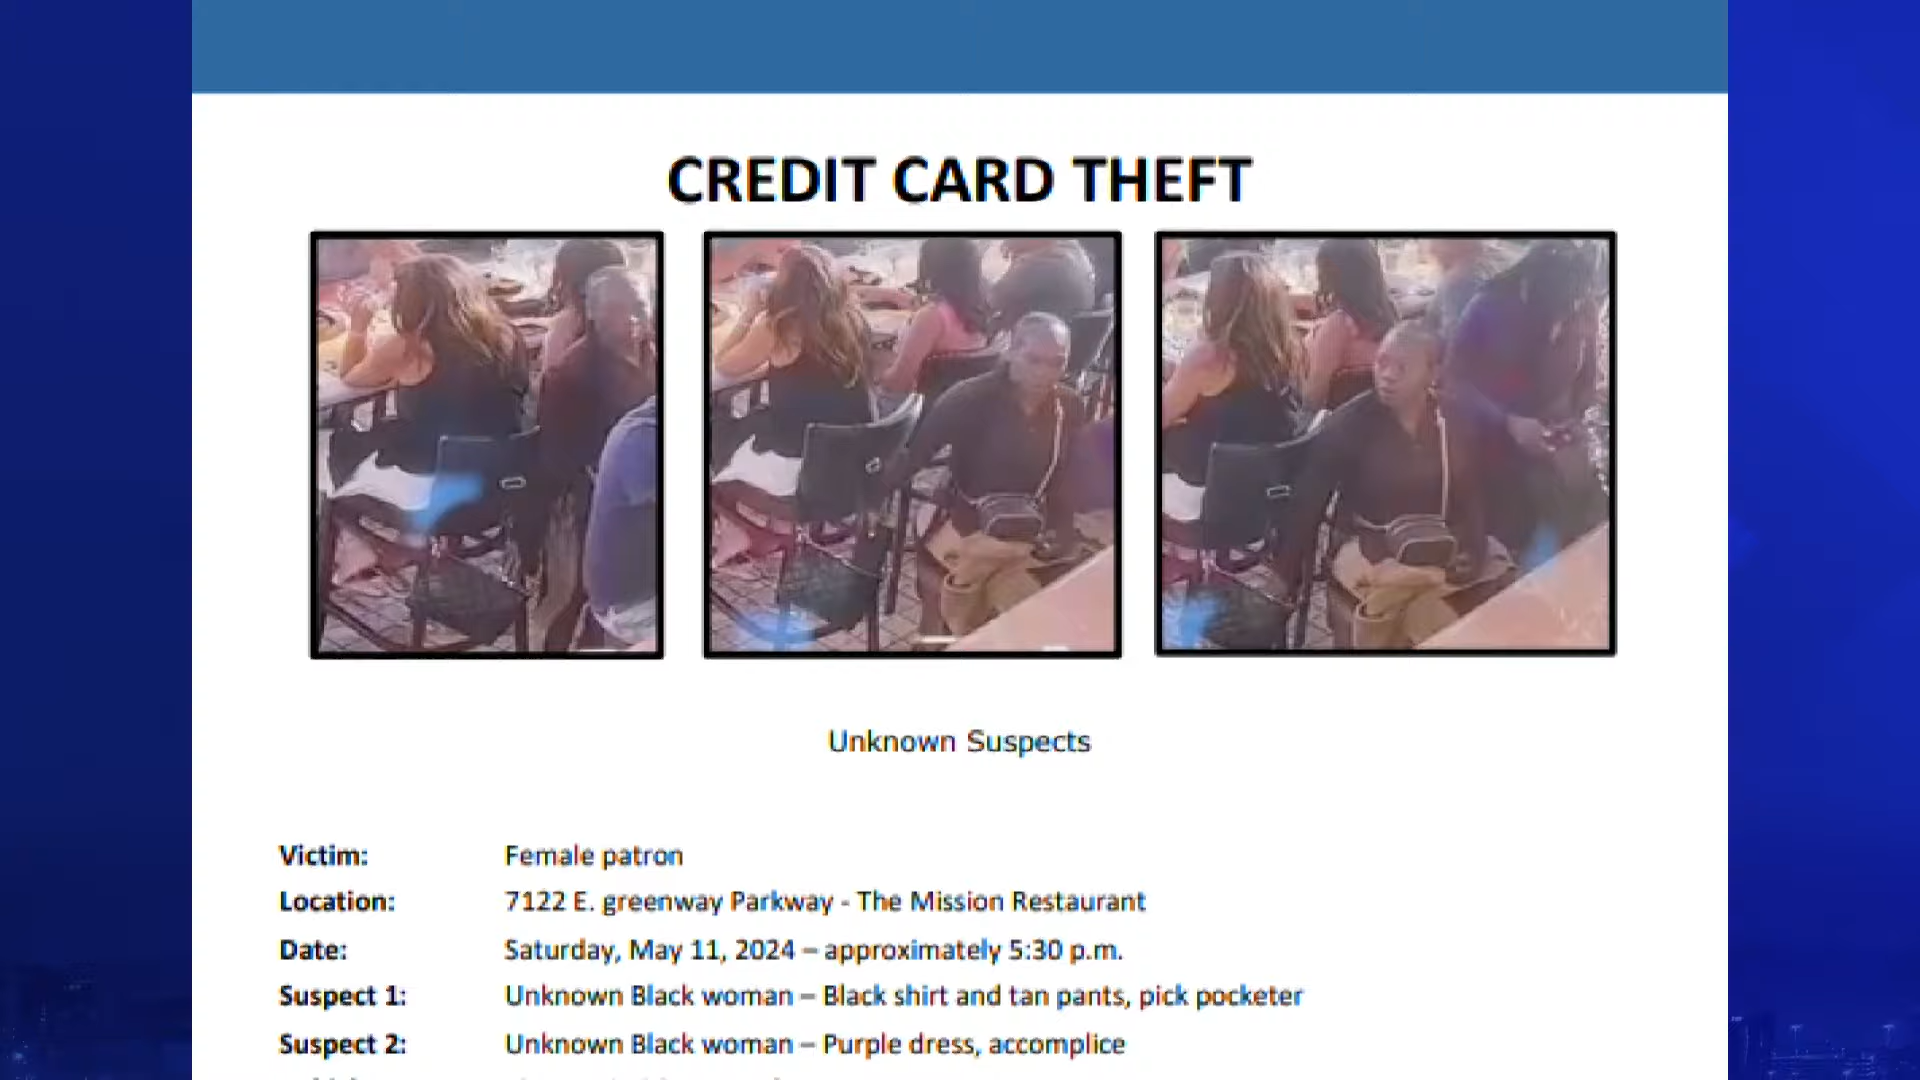 CREDIT CARD THEFT
Unknown Suspects
Victim: Female patron
Location: 7122 E. greenway Parkway - The Mission Restaurant
Date: Saturday, May 11, 2024 – approximately 5:30 p.m.
Suspect 1: Unknown Black woman – Black shirt and tan pants, pick pocketer
Suspect 2: Unknown Black woman – Purple dress, accomplice